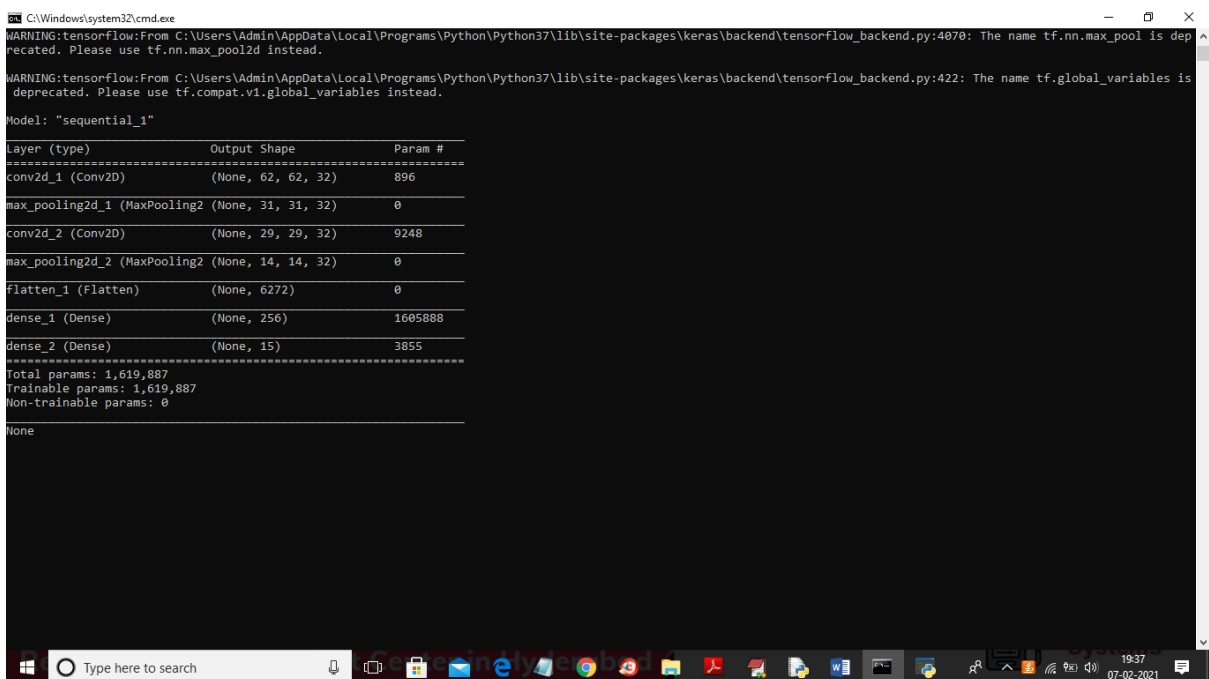 C:\Windows\system32\cmd.exe
WARNING:tensorflow:From C:\Users\Admin\AppData\Local\Programs\Python\Python37\lib\site-packages\keras\backend\tensorflow_backend.py:4070: The name tf.nn.max_pool is dep
recated. Please use tf.nn.max_pool2d instead.
WARNING:tensorflow:From C:\Users\Admin\AppData\Local\Programs\Python\Python37\lib\site-packages\keras\backend\tensorflow_backend.py:422: The name tf.global_variables is
deprecated. Please use tf.compat.v1.global_variables instead.
Model: "sequential_1"
Layer (type) Output Shape Param #
conv2d_1 (Conv2D) (None, 62, 62, 32) 896
max_pooling2d_1 (MaxPooling2 (None, 31, 31, 32) 0
conv2d_2 (Conv2D) (None, 29, 29, 32) 9248
max_pooling2d_2 (MaxPooling2 (None, 14, 14, 32) 0
flatten_1 (Flatten) (None, 6272) 0
dense_1 (Dense) (None, 256) 1605888
dense_2 (Dense) (None, 15) 3855
Total params: 1,619,887
Trainable params: 1,619,887
Non-trainable params: 0
None
Type here to search
19:37
07-02-2021